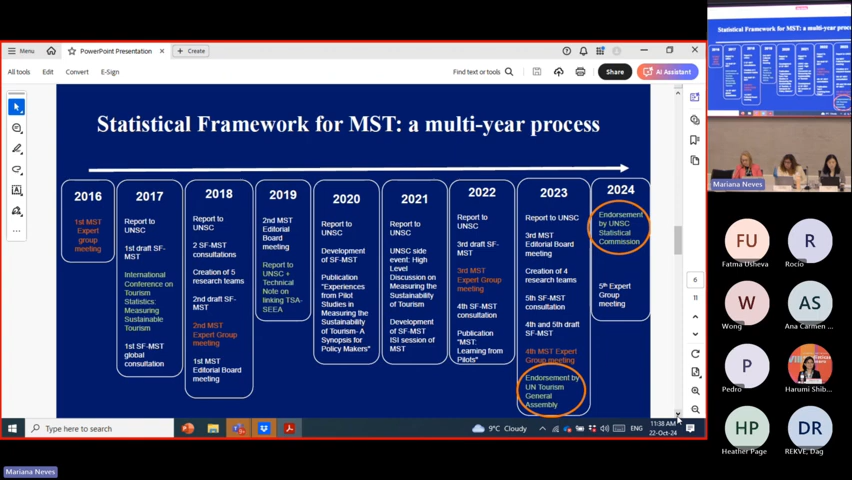 Menu
PowerPoint Presentation
Create
All tools
Edit
Convert
E-Sign
Find text or tools
Share
AI Assistant
Statistical Framework for MST: a multi-year process
2016
1st MST
Expert
group
meeting
2017
Report to
UNSC
1st draft SF-
MST
International
Conference on
Tourism
Statistics:
Measuring
Sustainable
Tourism
1st SF-MST
global
consultation
2018
Report to
UNSC
2 SF-MST
consultations
Creation of 5
research teams
2nd draft SF-
MST
2nd MST
Expert Group
meeting
1st MST
Editorial Board
meeting
2019
2nd MST
Editorial
Board
meeting
Report to
UNSC +
Technical
Note on
linking TSA-
SEEA
2020
Report to
UNSC
Development
of SF-MST
Publication
"Experiences
from Pilot
Studies in
Measuring the
Sustainability
of Tourism- A
Synopsis for
Policy Makers"
2021
Report to
UNSC
UNSC side
event: High
Level
Discussion on
Measuring the
Sustainability
of Tourism
Development
of SF-MST
ISI session of
MST
2022
Report to
UNSC
3rd draft SF-
MST
3rd MST
Expert Group
meeting
4th SF-MST
consultation
Publication
"MST:
Learning from
Pilots"
2023
Report to UNSC
3rd MST
Editorial Board
meeting
Creation of 4
research teams
5th SF-MST
consultation
4th and 5th draft
SF-MST
4th MST Expert
Group meeting
Endorsement by
UN Tourism
General
Assembly
2024
Endorsement
by UNSC
Statistical
Commission
5th Expert
Group
meeting
6
11
Type here to search
9°C Cloudy
ENG
11:38 AM
22-Oct-24
Mariana Neves
Statistical Framework for MST: a multi-year process
Mariana Neves
FU
Fatma Usheva
R
Rocio
W
Wong
AS
Ana Carmen ...
P
Pedro
Harumi Shib...
HP
Heather Page
DR
REKVE, Dag